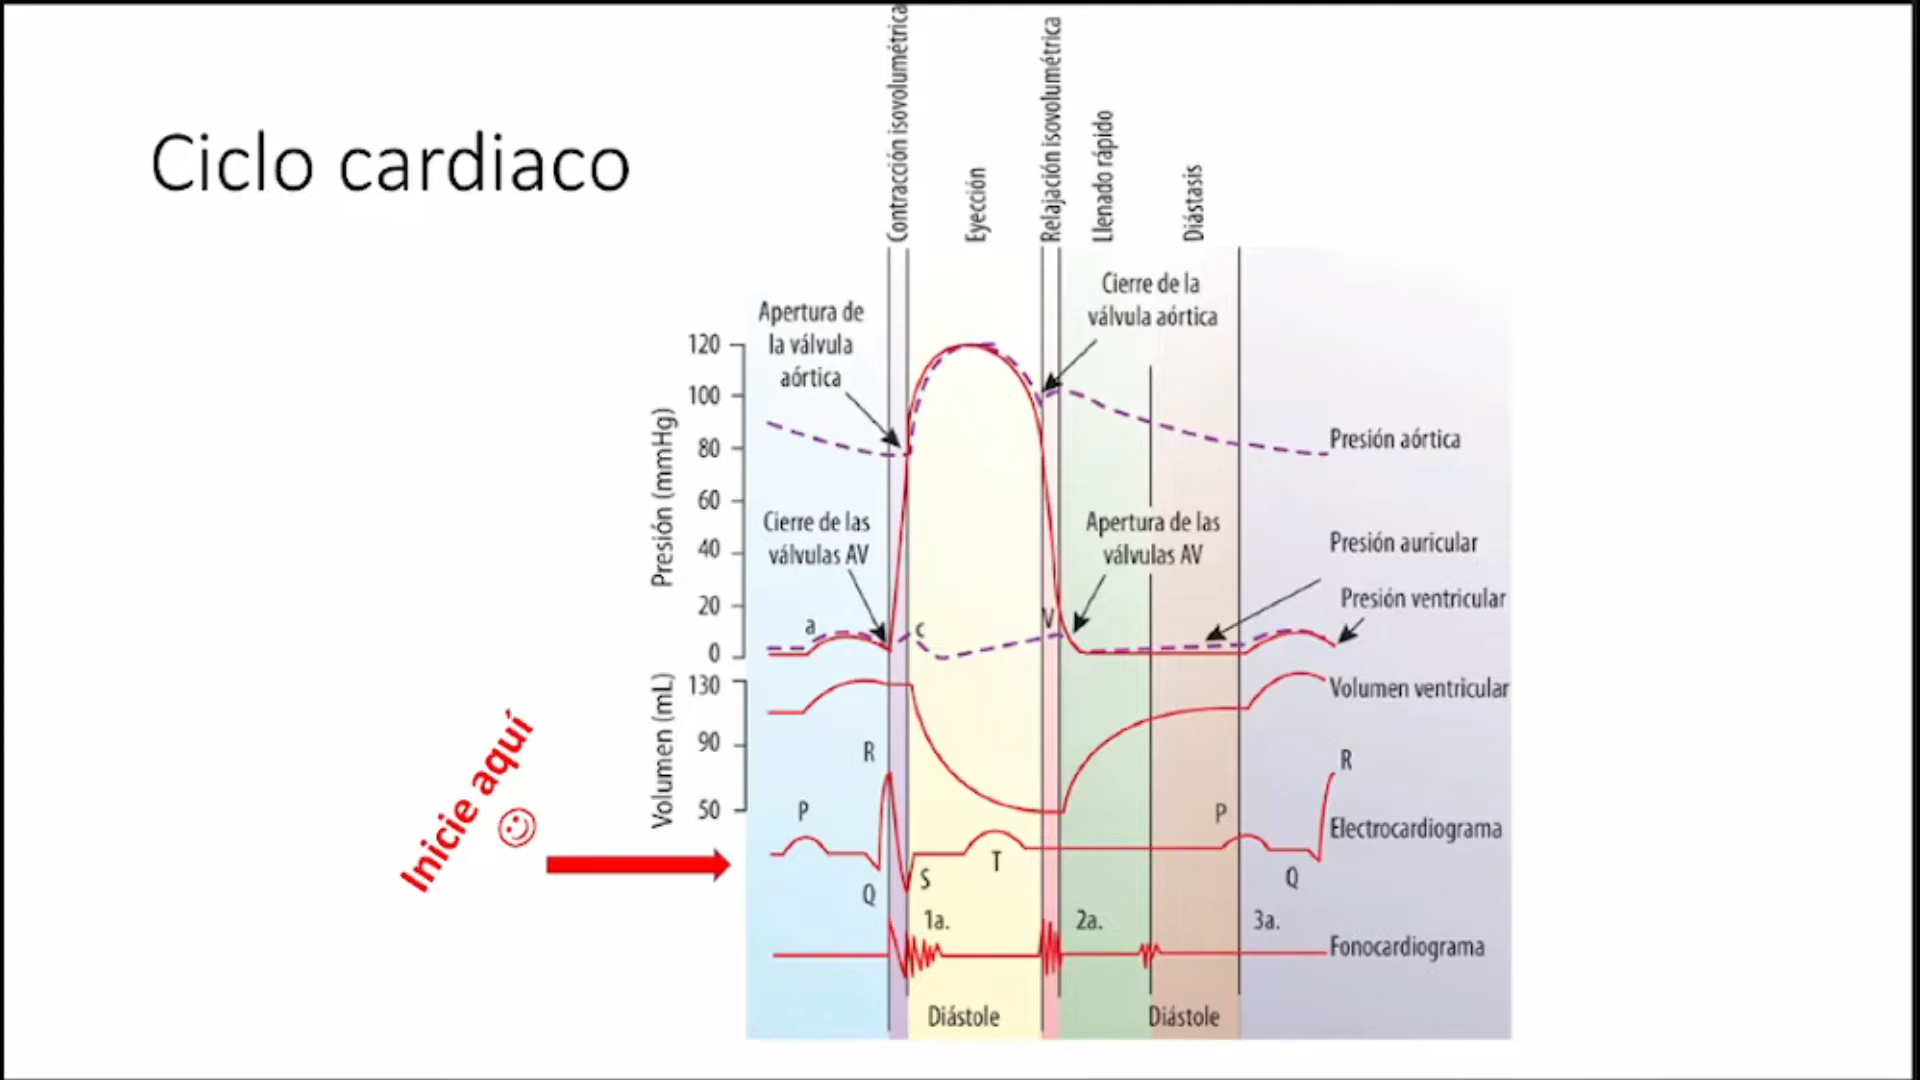 Ciclo cardiaco
Contracción isovolumétrica
Eyección
Relajación isovolumétrica
Llenado rápido
Diástasis
Apertura de
la válvula
aórtica
Cierre de la
válvula aórtica
Presión (mmHg)
120
100
80
60
40
20
0
Cierre de las
válvulas AV
Apertura de las
válvulas AV
Presión aórtica
Presión auricular
Presión ventricular
a
c
V
Volumen (mL)
130
90
50
Volumen ventricular
Inicie aquí
R
P
Q
S
T
P
Q
R
Electrocardiograma
1a.
2a.
3a.
Fonocardiograma
Diástole
Diástole